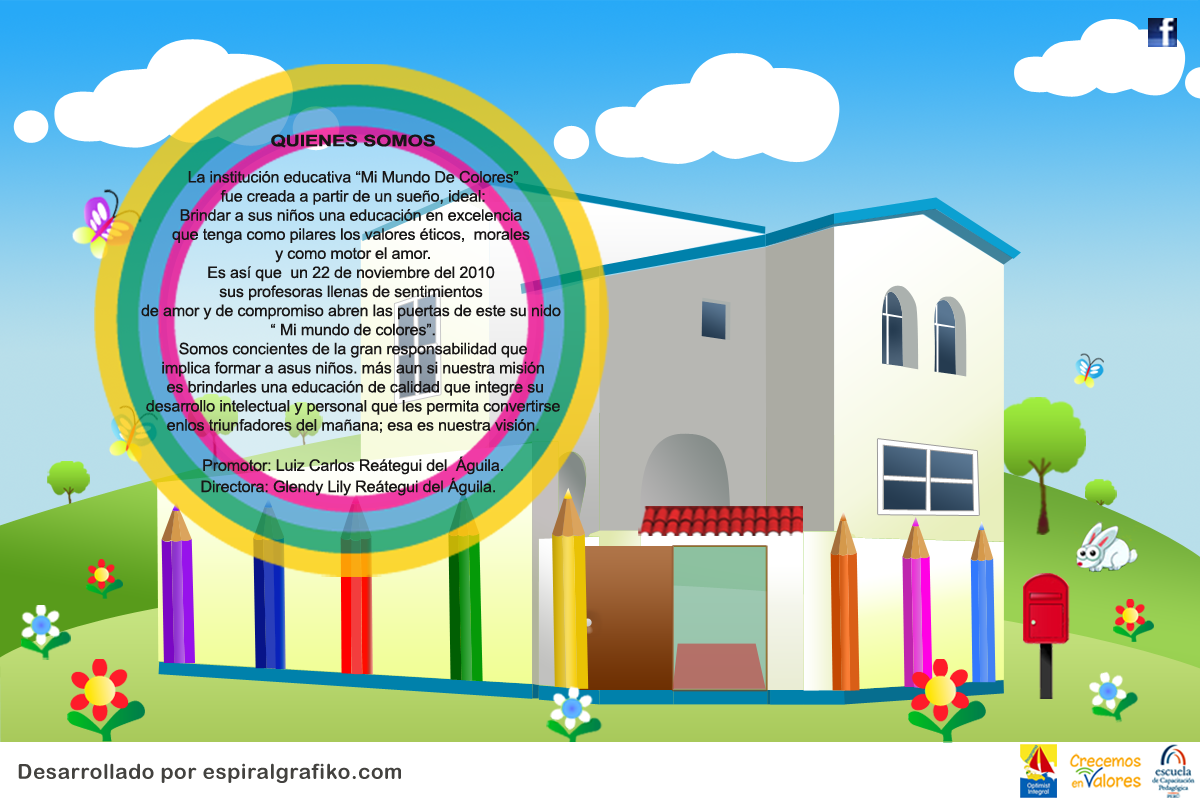 f
QUIENES SOMOS
La institución educativa “Mi Mundo De Colores”
fue creada a partir de un sueño, ideal:
Brindar a sus niños una educación en excelencia
que tenga como pilares los valores éticos, morales
y como motor el amor.
Es así que un 22 de noviembre del 2010
sus profesoras llenas de sentimientos
de amor y de compromiso abren las puertas de este su nido
“ Mi mundo de colores”.
Somos concientes de la gran responsabilidad que
implica formar a asus niños. más aun si nuestra misión
es brindarles una educación de calidad que integre su
desarrollo intelectual y personal que les permita convertirse
enlos triunfadores del mañana; esa es nuestra visión.
Promotor: Luiz Carlos Reátegui del Águila.
Directora: Glendy Lily Reátegui del Águila.
Desarrollado por espiralgrafiko.com
Optimist
Integral
Crecemos
en Valores
escuela
de Capacitación
Pedagógica
PERÚ